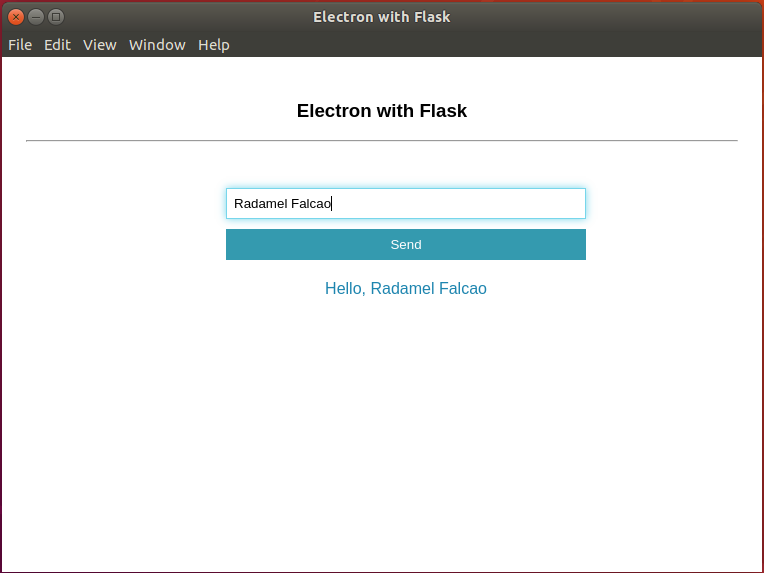 Electron with Flask
File Edit View Window Help
Electron with Flask
Radamel Falcao
Send
Hello, Radamel Falcao